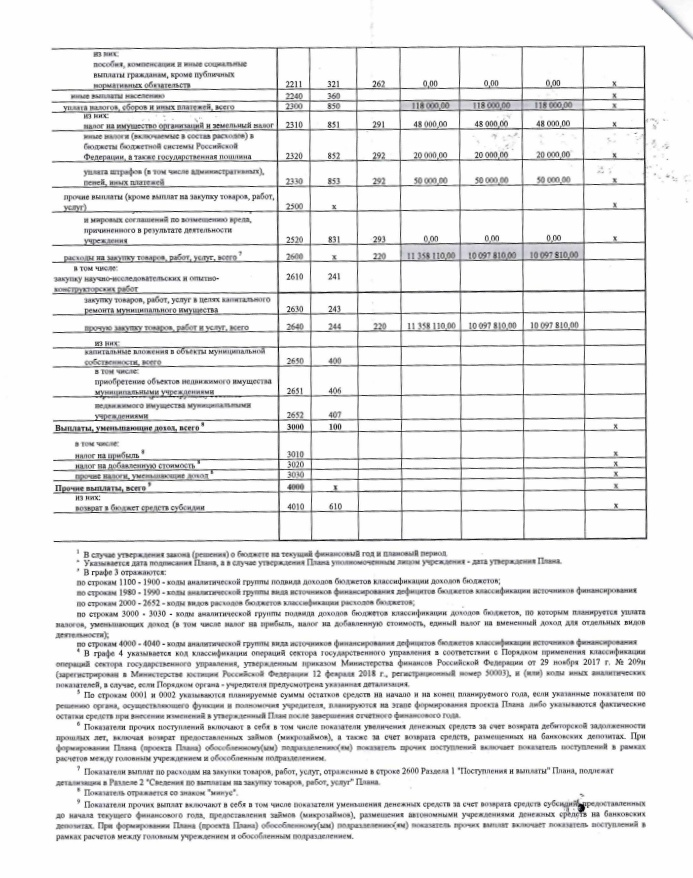 из них:
пособия, компенсации и иные социальные
выплаты гражданам, кроме публичных
нормативных обязательств 2211 321 262 0,00 0,00 0,00 x
иные выплаты населению 2240 360 x
уплата налогов, сборов и иных платежей, всего 2300 850 118 000,00 118 000,00 118 000,00 x
из них:
налог на имущество организаций и земельный налог 2310 851 291 48 000,00 48 000,00 48 000,00 x
иные налоги (включаемые в состав расходов) в
бюджеты бюджетной системы Российской
Федерации, а также государственная пошлина 2320 852 292 20 000,00 20 000,00 20 000,00 x
уплата штрафов (в том числе административных),
пеней, иных платежей 2330 853 292 50 000,00 50 000,00 50 000,00 x
прочие выплаты (кроме выплат на закупку товаров, работ,
услуг) 2500 x x
и мировых соглашений по возмещению вреда,
причиненного в результате деятельности
учреждения 2520 831 293 0,00 0,00 0,00 x
расходы на закупку товаров, работ, услуг, всего 7 2600 x 220 11 358 110,00 10 097 810,00 10 097 810,00
в том числе:
закупку научно-исследовательских и опытно-
конструкторских работ 2610 241
закупку товаров, работ, услуг в целях капитального
ремонта муниципального имущества 2630 243
прочую закупку товаров, работ и услуг, всего 2640 244 220 11 358 110,00 10 097 810,00 10 097 810,00
из них:
капитальные вложения в объекты муниципальной
собственности, всего 2650 400
в том числе:
приобретение объектов недвижимого имущества
муниципальными учреждениями 2651 406
недвижимого имущества муниципальными
учреждениями 2652 407
Выплаты, уменьшающие доход, всего 8 3000 100 x
в том числе:
налог на прибыль 8 3010 x
налог на добавленную стоимость 8 3020 x
прочие налоги, уменьшающие доход 8 3030 x
Прочие выплаты, всего 9 4000 x x
из них:
возврат в бюджет средств субсидии 4010 610 x
1 В случае утверждения закона (решения) о бюджете на текущий финансовый год и плановый период.
Указывается дата подписания Плана, а в случае утверждения Плана уполномоченным лицом учреждения - дата утверждения Плана.
3 В графе 3 отражаются:
по строкам 1100 - 1900 - коды аналитической группы подвида доходов бюджетов классификации доходов бюджетов;
по строкам 1980 - 1990 - коды аналитической группы вида источников финансирования дефицитов бюджетов классификации источников финансирования
по строкам 2000 - 2652 - коды видов расходов бюджетов классификации расходов бюджетов;
по строкам 3000 - 3030 - коды аналитической группы подвида доходов бюджетов классификации доходов бюджетов, по которым планируется уплата
налогов, уменьшающих доход (в том числе налог на прибыль, налог на добавленную стоимость, единый налог на вмененный доход для отдельных видов
деятельности);
по строкам 4000 - 4040 - коды аналитической группы вида источников финансирования дефицитов бюджетов классификации источников финансирования
4 В графе 4 указывается код классификации операций сектора государственного управления в соответствии с Порядком применения классификации
операций сектора государственного управления, утвержденным приказом Министерства финансов Российской Федерации от 29 ноября 2017 г. № 209н
(зарегистрирован в Министерстве юстиции Российской Федерации 12 февраля 2018 г., регистрационный номер 50003), и (или) коды иных аналитических
показателей, в случае, если Порядком органа - учредителя предусмотрена указанная детализация.
5 По строкам 0001 и 0002 указываются планируемые суммы остатков средств на начало и на конец планируемого года, если указанные показатели по
решению органа, осуществляющего функции и полномочия учредителя, планируются на этапе формирования проекта Плана либо указываются фактические
остатки средств при внесении изменений в утвержденный План после завершения отчетного финансового года.
6 Показатели прочих поступлений включают в себя в том числе показатели увеличения денежных средств за счет возврата дебиторской задолженности
прошлых лет, включая возврат предоставленных займов (микрозаймов), а также за счет возврата средств, размещенных на банковских депозитах. При
формировании Плана (проекта Плана) обособленному(ым) подразделению(ям) показатель прочих поступлений включает показатель поступлений в рамках
расчетов между головным учреждением и обособленным подразделением.
7 Показатели выплат по расходам на закупки товаров, работ, услуг, отраженные в строке 2600 Раздела 1 "Поступления и выплаты" Плана, подлежат
детализации в Разделе 2 "Сведения по выплатам на закупку товаров, работ, услуг" Плана.
8 Показатель отражается со знаком "минус".
9 Показатели прочих выплат включают в себя в том числе показатели уменьшения денежных средств за счет возврата средств субсидий, предоставленных
до начала текущего финансового года, предоставления займов (микрозаймов), размещения автономными учреждениями денежных средств на банковских
депозитах. При формировании Плана (проекта Плана) обособленному(ым) подразделению(ям) показатель прочих выплат включает показатель поступлений в
рамках расчетов между головным учреждением и обособленным подразделением.